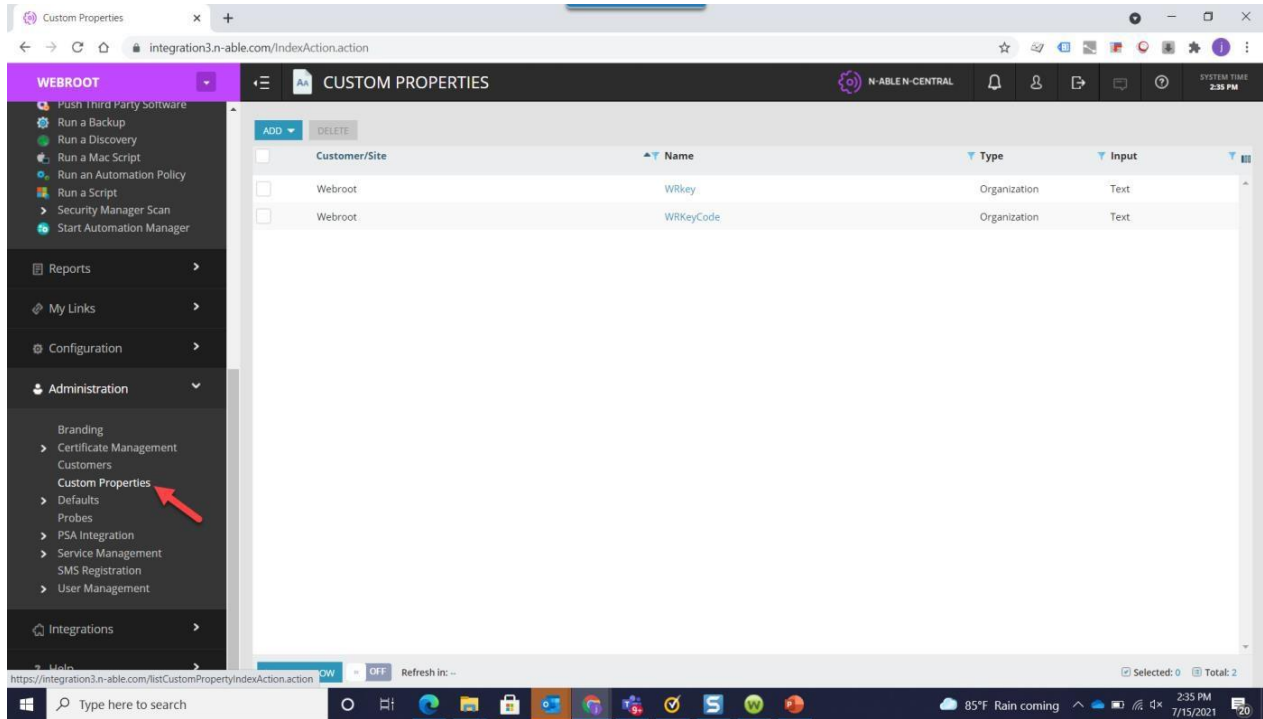 Custom Properties
integration3.n-able.com/IndexAction.action
WEBROOT
AA CUSTOM PROPERTIES
N-ABLE N-CENTRAL
SYSTEM TIME
2:35 PM
Push Third Party Software
Run a Backup
Run a Discovery
Run a Mac Script
Run an Automation Policy
Run a Script
Security Manager Scan
Start Automation Manager
Reports
My Links
Configuration
Administration
Branding
Certificate Management
Customers
Custom Properties
Defaults
Probes
PSA Integration
Service Management
SMS Registration
User Management
Integrations
Help
ADD DELETE
Customer/Site Name Type Input
Webroot WRkey Organization Text
Webroot WRKeyCode Organization Text
OW OFF Refresh in: --
Selected: 0 Total: 2
https://integration3.n-able.com/listCustomPropertyIndexAction.action
Type here to search
85°F Rain coming
2:35 PM
7/15/2021
20